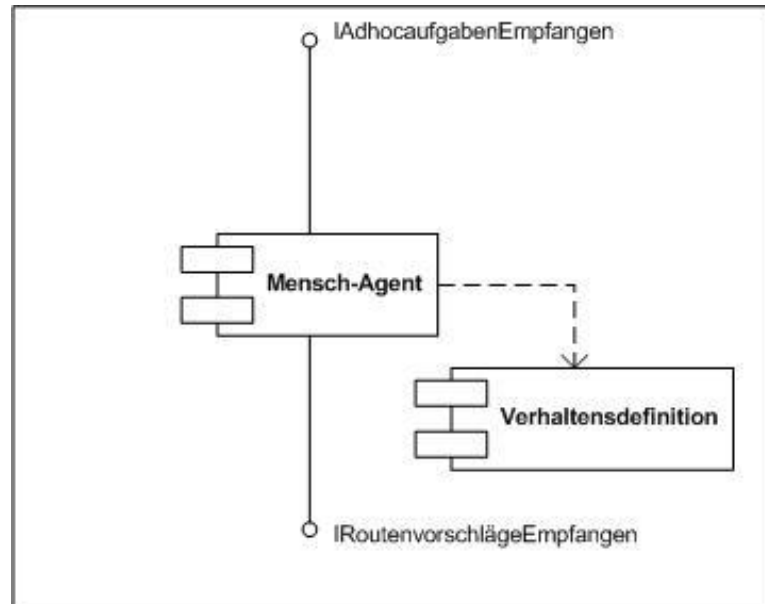 IAdhocaufgabenEmpfangen
Mensch-Agent
Verhaltensdefinition
IRoutenvorschlägeEmpfangen